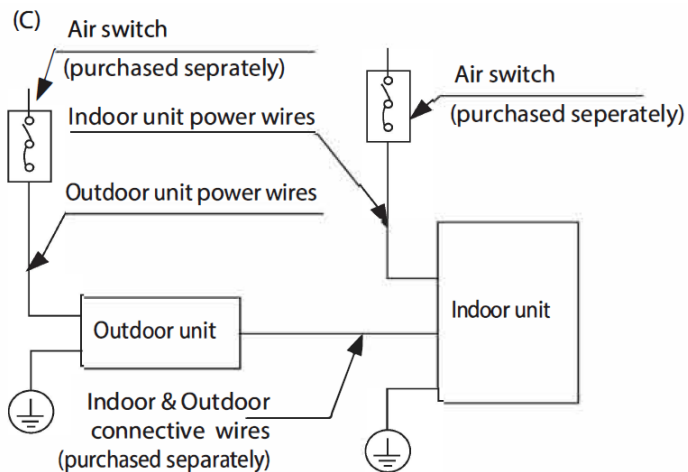 (C)
Air switch
(purchased seprately)
Air switch
(purchased seperately)
Indoor unit power wires
Outdoor unit power wires
Outdoor unit
Indoor unit
Indoor & Outdoor
connective wires
(purchased separately)